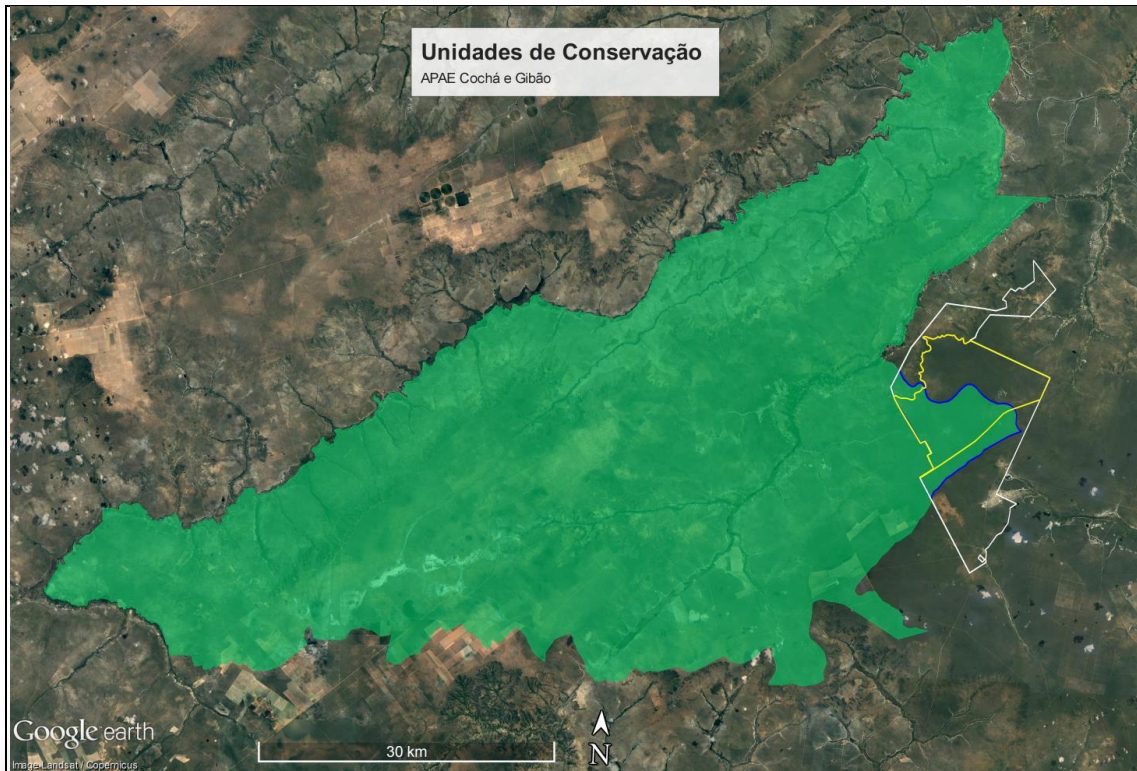 Unidades de Conservação
APAE Cochá e Gibão
Google earth
Image Landsat / Copernicus
30 km
N